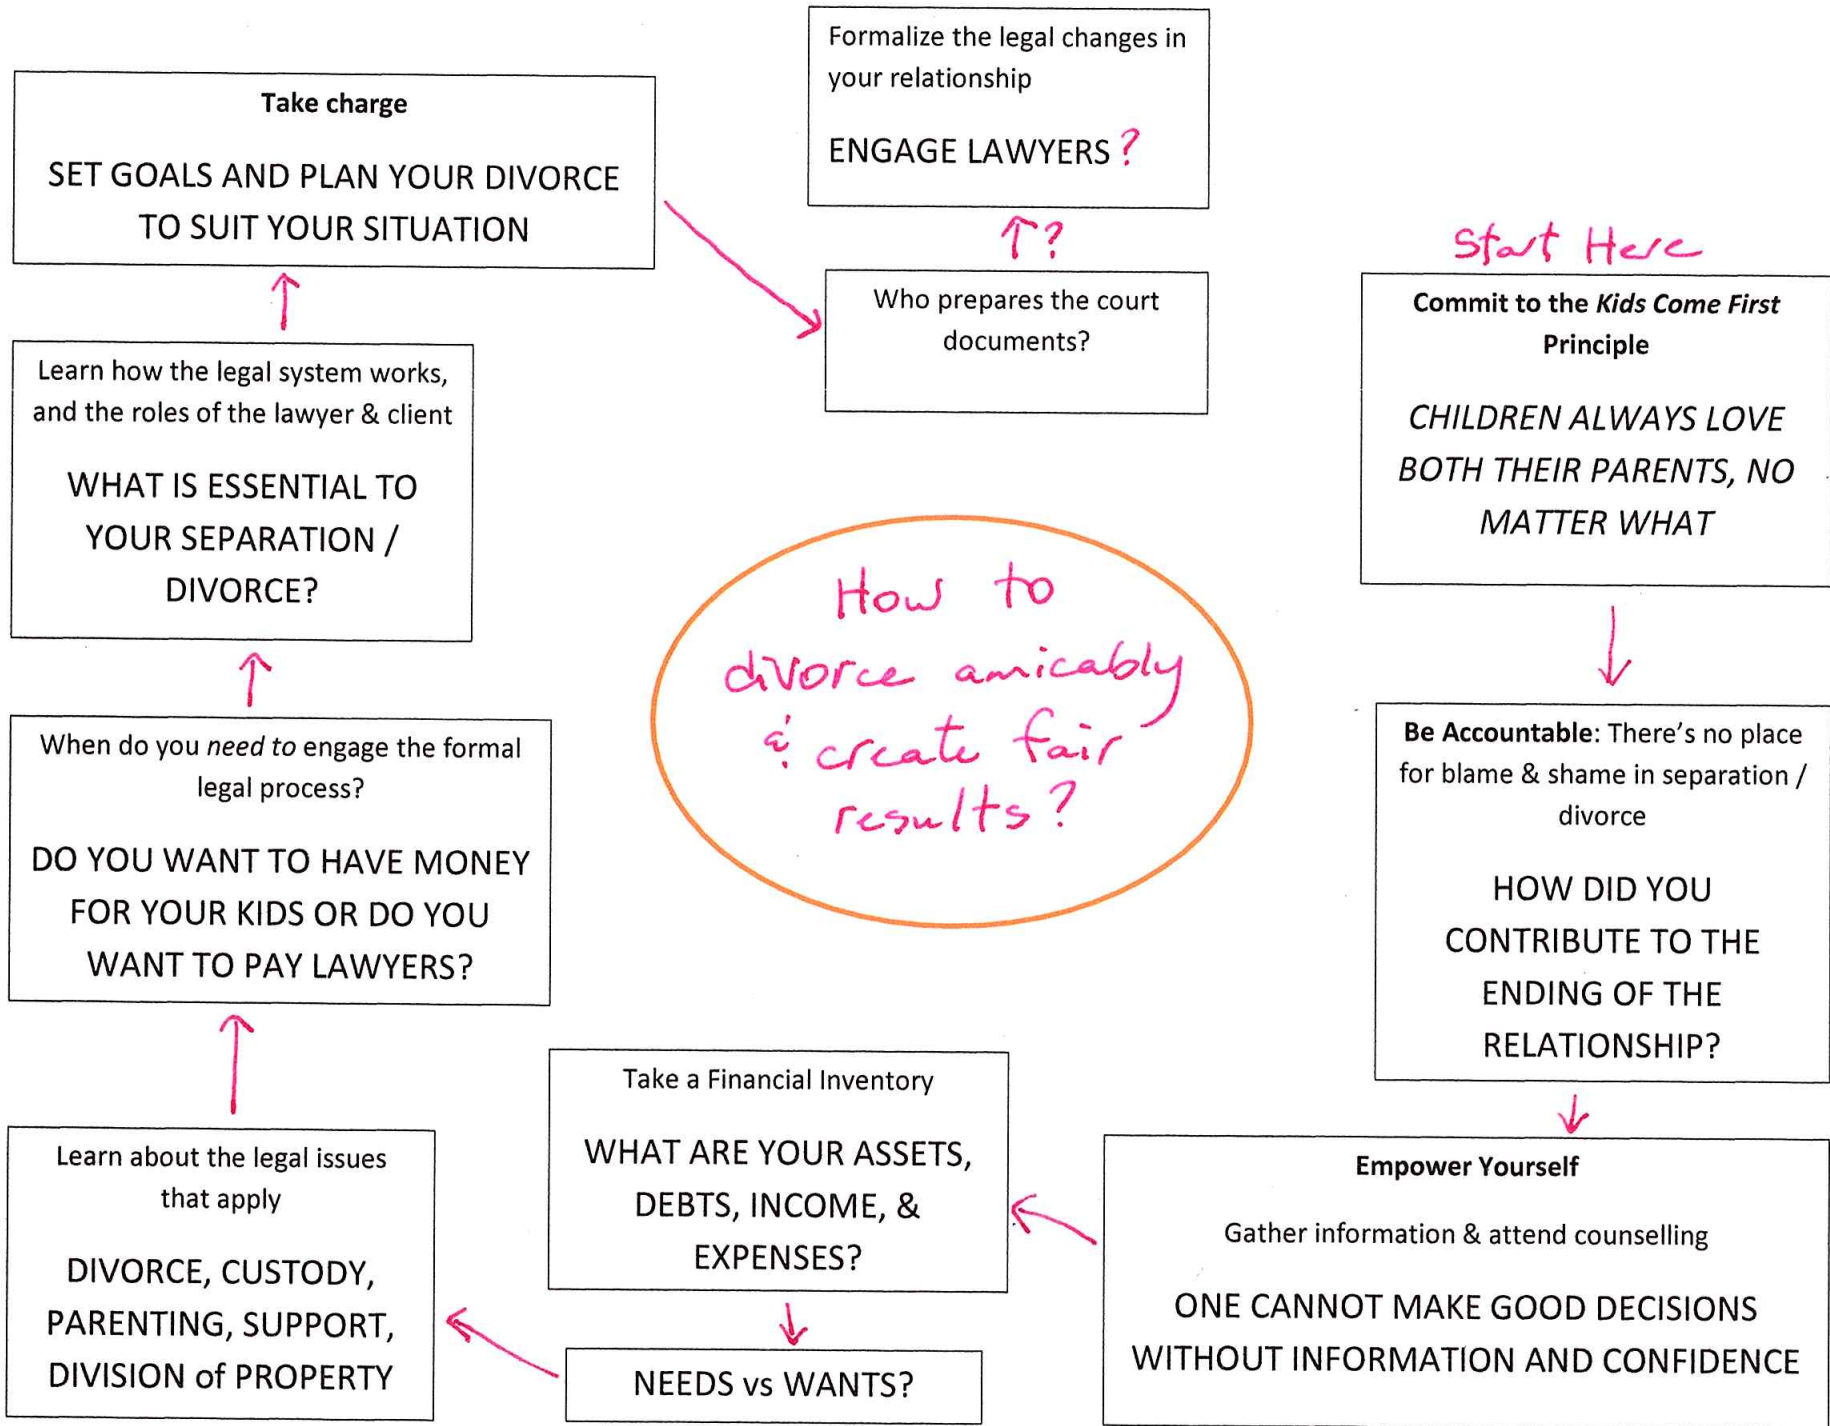 Formalize the legal changes in
your relationship
ENGAGE LAWYERS ?
Take charge
SET GOALS AND PLAN YOUR DIVORCE
TO SUIT YOUR SITUATION
?
Start Here
Who prepares the court
documents?
Commit to the Kids Come First
Principle
CHILDREN ALWAYS LOVE
BOTH THEIR PARENTS, NO
MATTER WHAT
Learn how the legal system works,
and the roles of the lawyer & client
WHAT IS ESSENTIAL TO
YOUR SEPARATION /
DIVORCE?
How to
divorce amicably
& create fair
results?
When do you need to engage the formal
legal process?
DO YOU WANT TO HAVE MONEY
FOR YOUR KIDS OR DO YOU
WANT TO PAY LAWYERS?
Be Accountable: There's no place
for blame & shame in separation /
divorce
HOW DID YOU
CONTRIBUTE TO THE
ENDING OF THE
RELATIONSHIP?
Take a Financial Inventory
WHAT ARE YOUR ASSETS,
DEBTS, INCOME, &
EXPENSES?
Learn about the legal issues
that apply
DIVORCE, CUSTODY,
PARENTING, SUPPORT,
DIVISION of PROPERTY
Empower Yourself
Gather information & attend counselling
ONE CANNOT MAKE GOOD DECISIONS
WITHOUT INFORMATION AND CONFIDENCE
NEEDS vs WANTS?